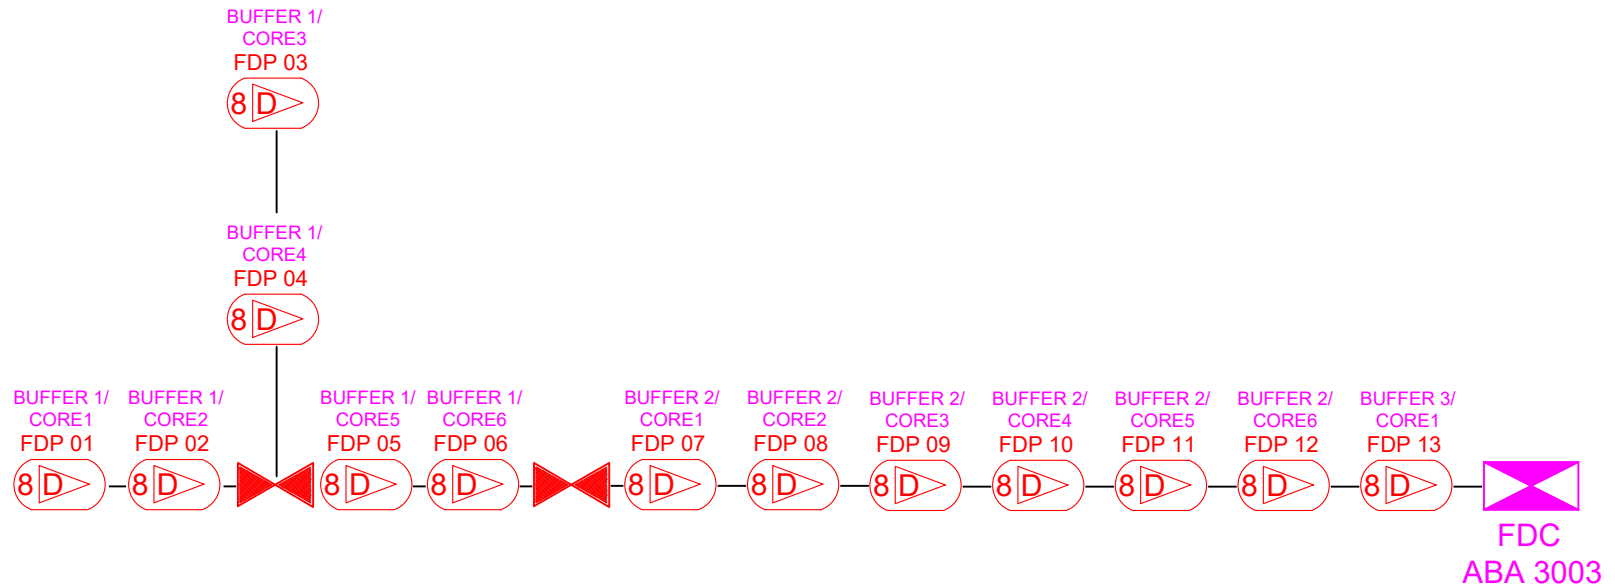 BUFFER 1/
CORE3
FDP 03
8 D
BUFFER 1/
CORE4
FDP 04
8 D
BUFFER 1/
CORE1
FDP 01
8 D
BUFFER 1/
CORE2
FDP 02
8 D
BUFFER 1/
CORE5
FDP 05
8 D
BUFFER 1/
CORE6
FDP 06
8 D
BUFFER 2/
CORE1
FDP 07
8 D
BUFFER 2/
CORE2
FDP 08
8 D
BUFFER 2/
CORE3
FDP 09
8 D
BUFFER 2/
CORE4
FDP 10
8 D
BUFFER 2/
CORE5
FDP 11
8 D
BUFFER 2/
CORE6
FDP 12
8 D
BUFFER 3/
CORE1
FDP 13
8 D
FDC
ABA 3003